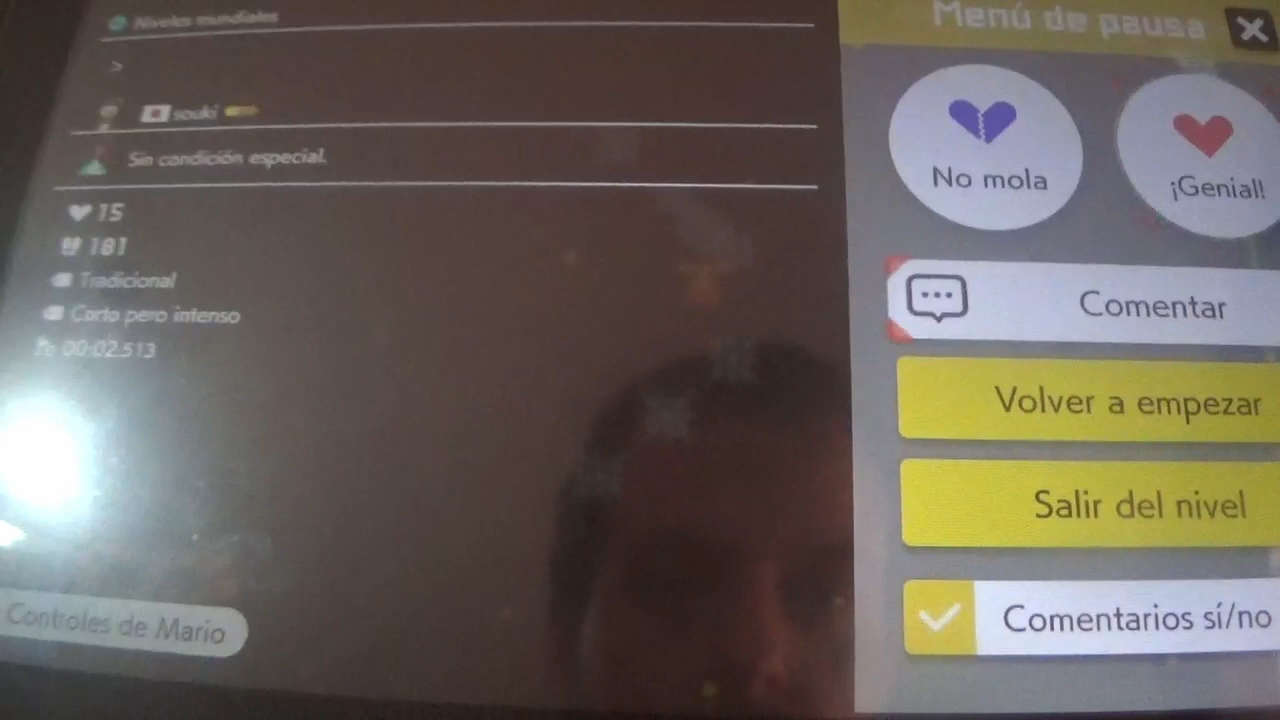 Niveles mundiales
>
souki
Sin condición especial.
15
181
Tradicional
Corto pero intenso
00:02.513
Controles de Mario
Menú de pausa
No mola
¡Genial!
Comentar
Volver a empezar
Salir del nivel
Comentarios sí/no